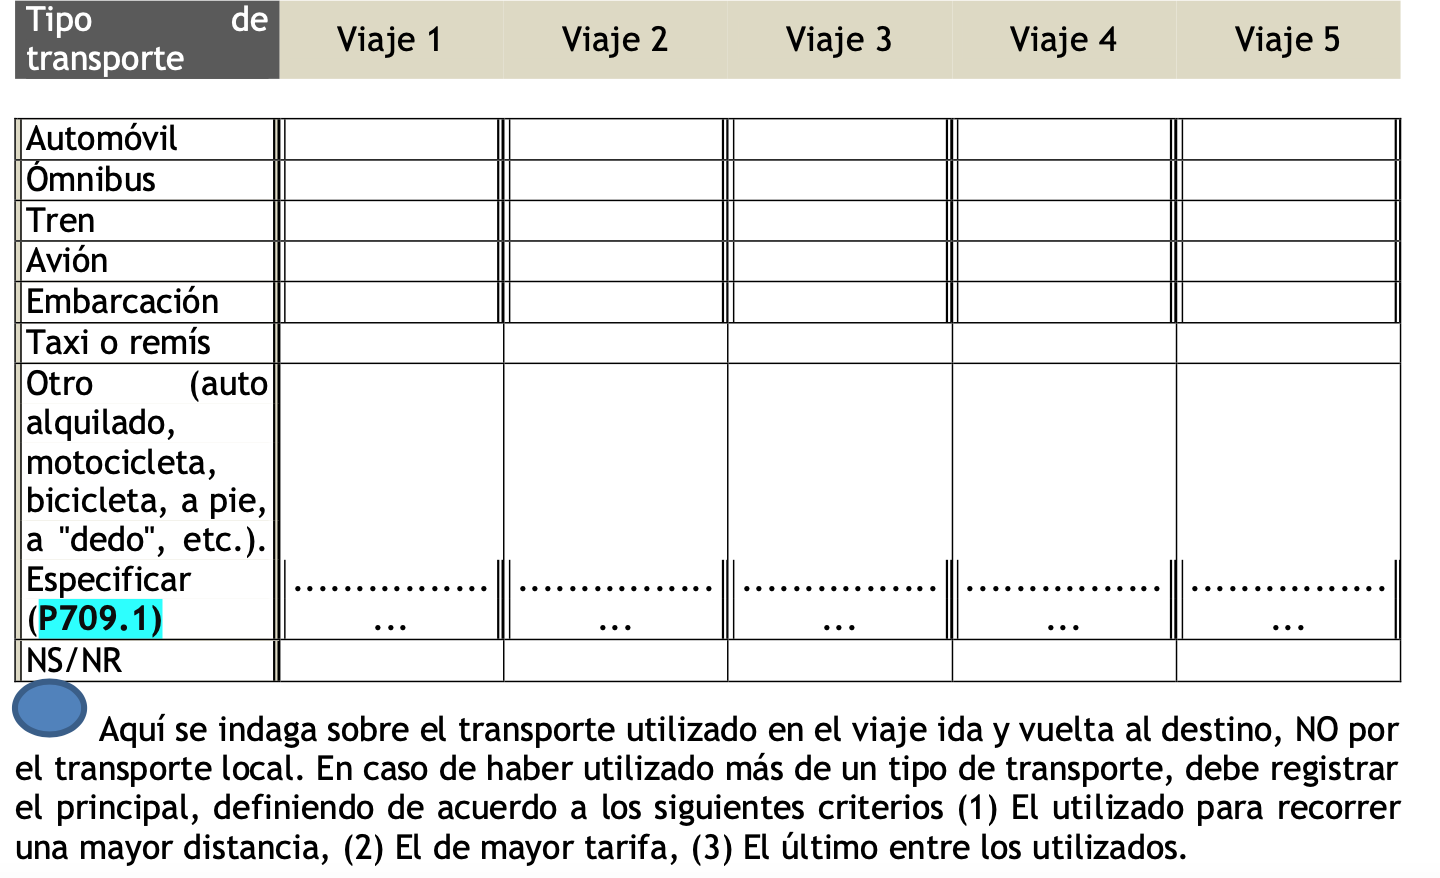 Tipo de
transporte
Viaje 1
Viaje 2
Viaje 3
Viaje 4
Viaje 5
Automóvil
Ómnibus
Tren
Avión
Embarcación
Taxi o remís
Otro (auto
alquilado,
motocicleta,
bicicleta, a pie,
a "dedo", etc.).
Especificar
(P709.1)
................
...
................
...
................
...
................
...
................
...
NS/NR
Aquí se indaga sobre el transporte utilizado en el viaje ida y vuelta al destino, NO por
el transporte local. En caso de haber utilizado más de un tipo de transporte, debe registrar
el principal, definiendo de acuerdo a los siguientes criterios (1) El utilizado para recorrer
una mayor distancia, (2) El de mayor tarifa, (3) El último entre los utilizados.